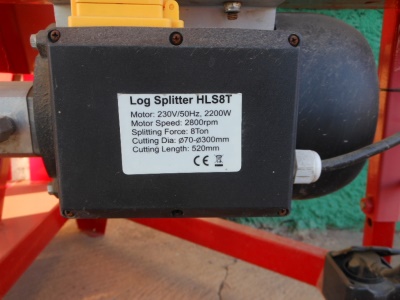 Log Splitter HLS8T
Motor: 230V/50Hz, 2200W
Motor Speed: 2800rpm
Splitting Force: 8Ton
Cutting Dia: ø70-ø300mm
Cutting Length: 520mm
CE